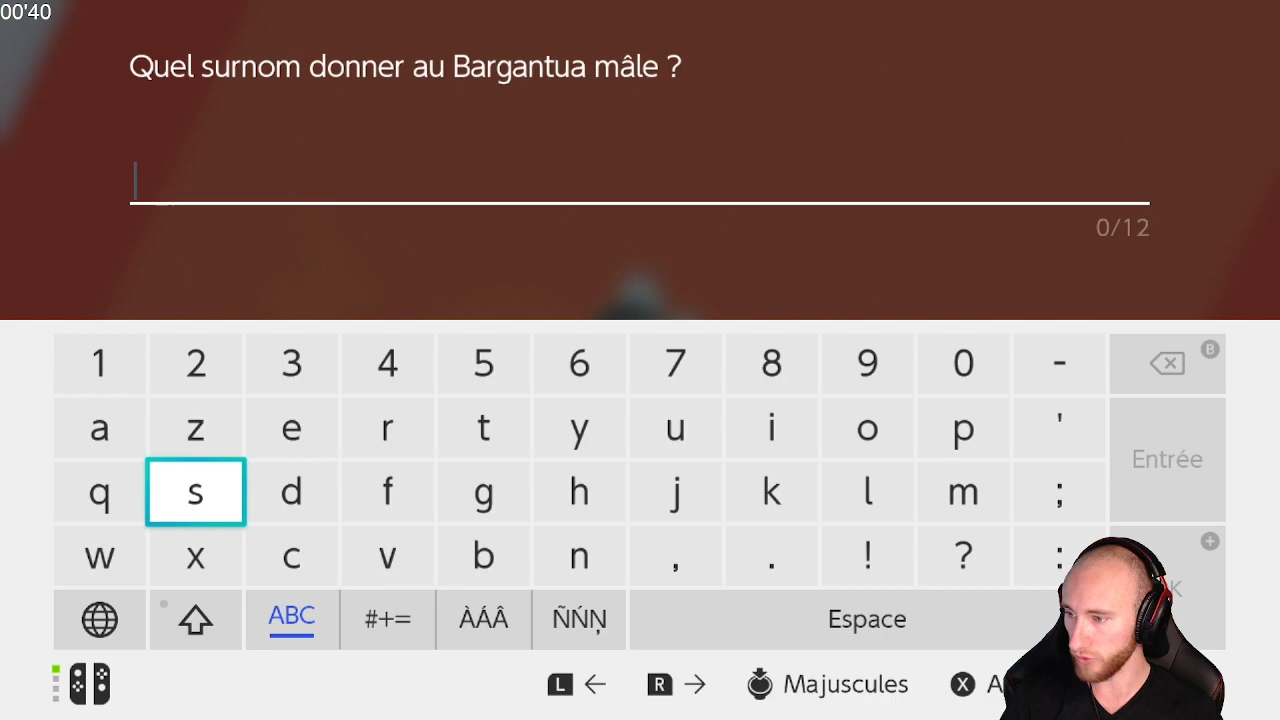 00'40
Quel surnom donner au Bargantua mâle ?
0/12
1 2 3 4 5 6 7 8 9 0 - B
a z e r t y u i o p ' Entrée
q s d f g h j k l m ;
w x c v b n , . ! ? : + K
ABC #+= ÀÁÂ ÑŃŅ Espace
L ← R → Majuscules X A